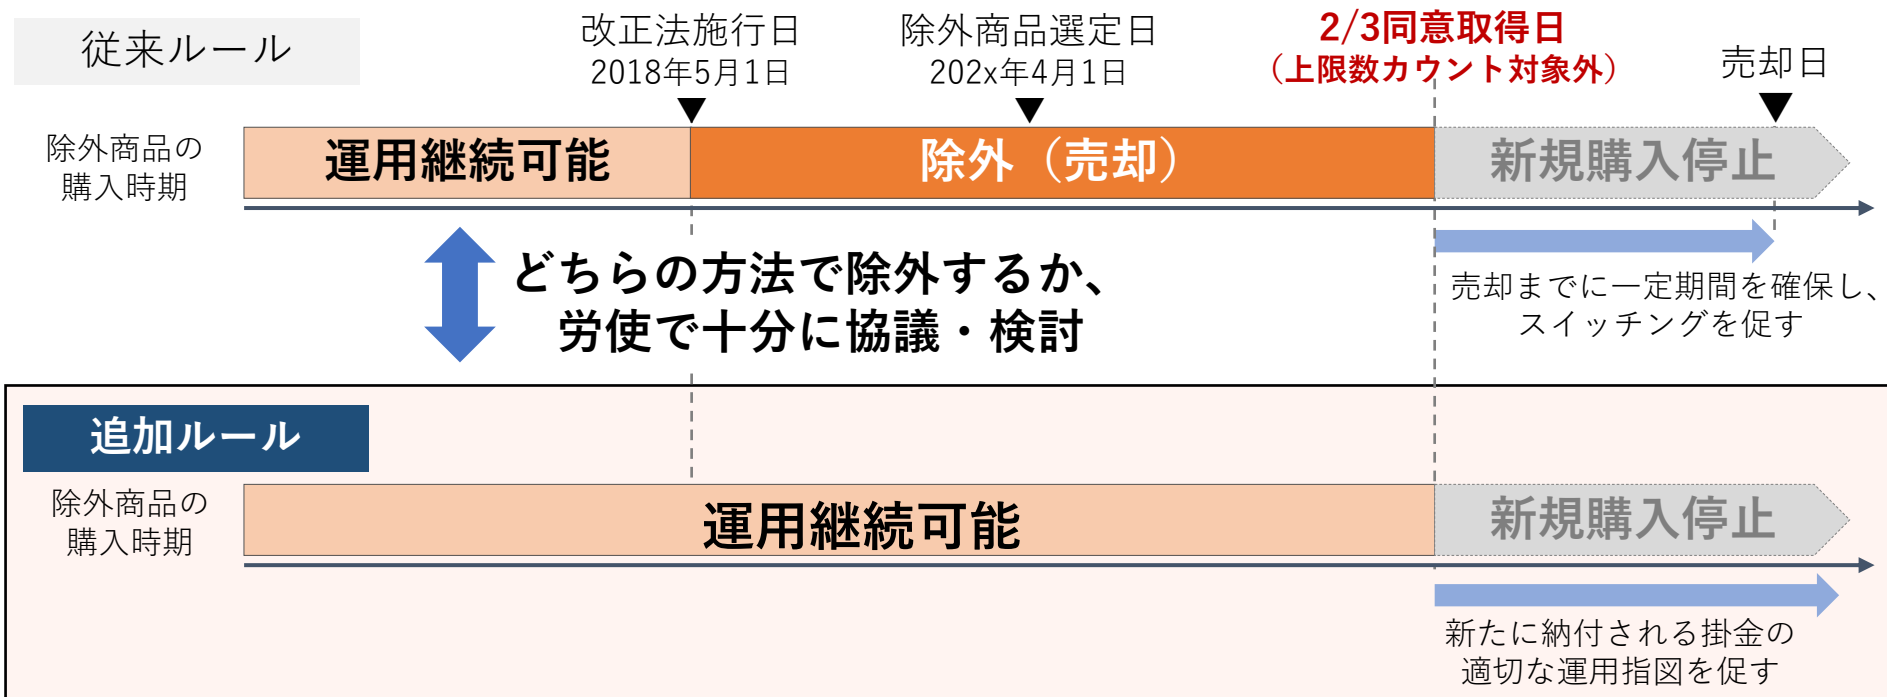 従来ルール
改正法施行日
2018年5月1日
除外商品選定日
202x年4月1日
2/3同意取得日
（上限数カウント対象外）
売却日
除外商品の
購入時期
運用継続可能
除外（売却）
新規購入停止
どちらの方法で除外するか、
労使で十分に協議・検討
売却までに一定期間を確保し、
スイッチングを促す
追加ルール
除外商品の
購入時期
運用継続可能
新規購入停止
新たに納付される掛金の
適切な運用指図を促す